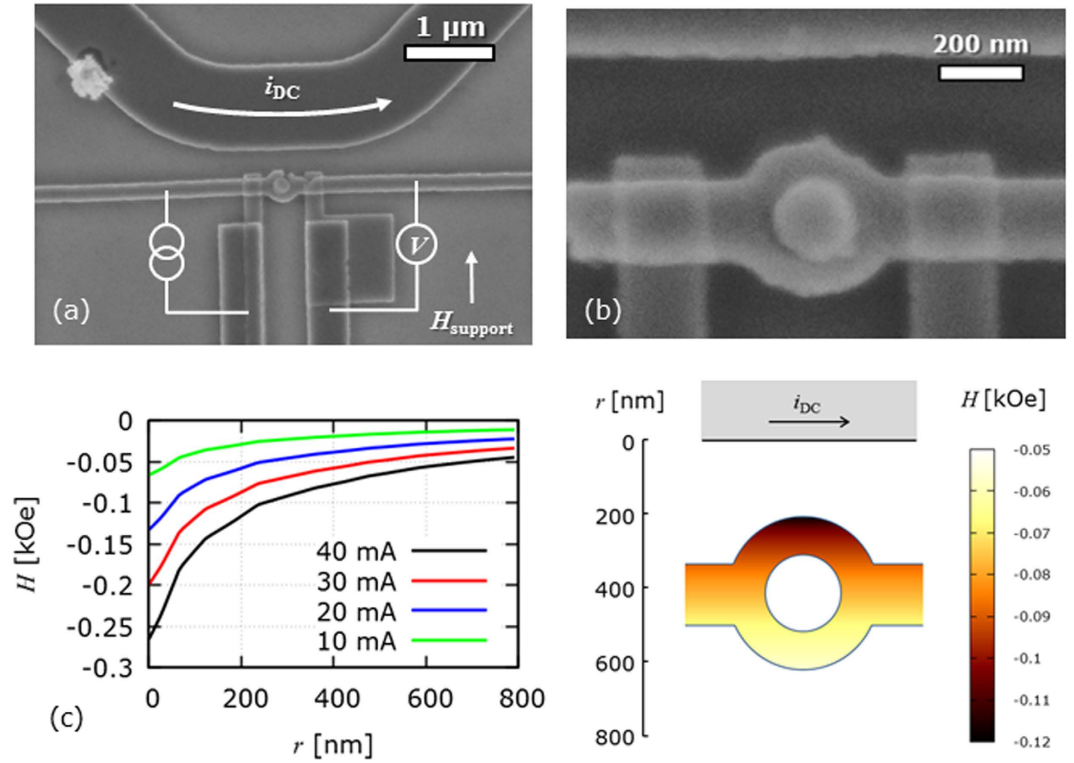 1 μm
i_DC
V
H_support
(a)
200 nm
(b)
0
-0.05
-0.1
-0.15
-0.2
-0.25
-0.3
H [kOe]
40 mA
30 mA
20 mA
10 mA
0 200 400 600 800
r [nm]
(c)
r [nm]
i_DC
0
200
400
600
800
H [kOe]
-0.05
-0.06
-0.07
-0.08
-0.09
-0.10
-0.11
-0.12